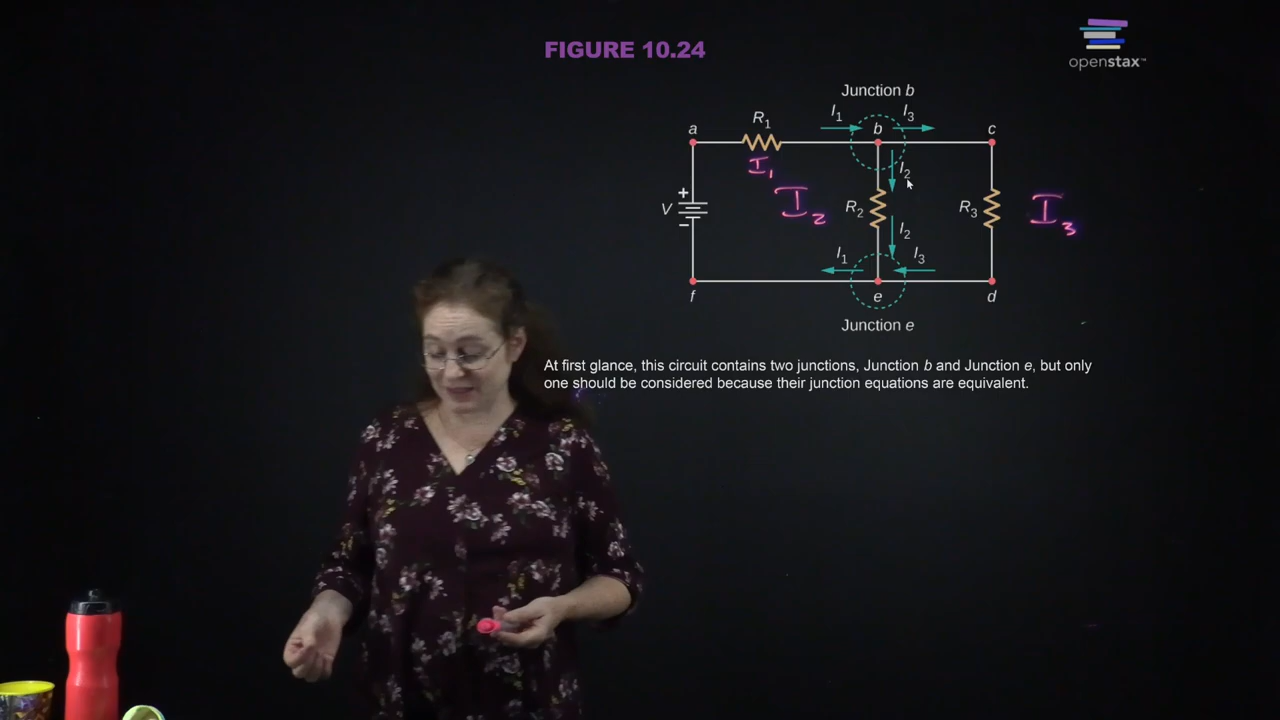 FIGURE 10.24
openstax™
Junction b
I1
I3
R1
a
b
c
I1
I2
I2
I3
+
V
−
R2
R3
I2
I1
I3
f
e
d
Junction e
At first glance, this circuit contains two junctions, Junction b and Junction e, but only
one should be considered because their junction equations are equivalent.